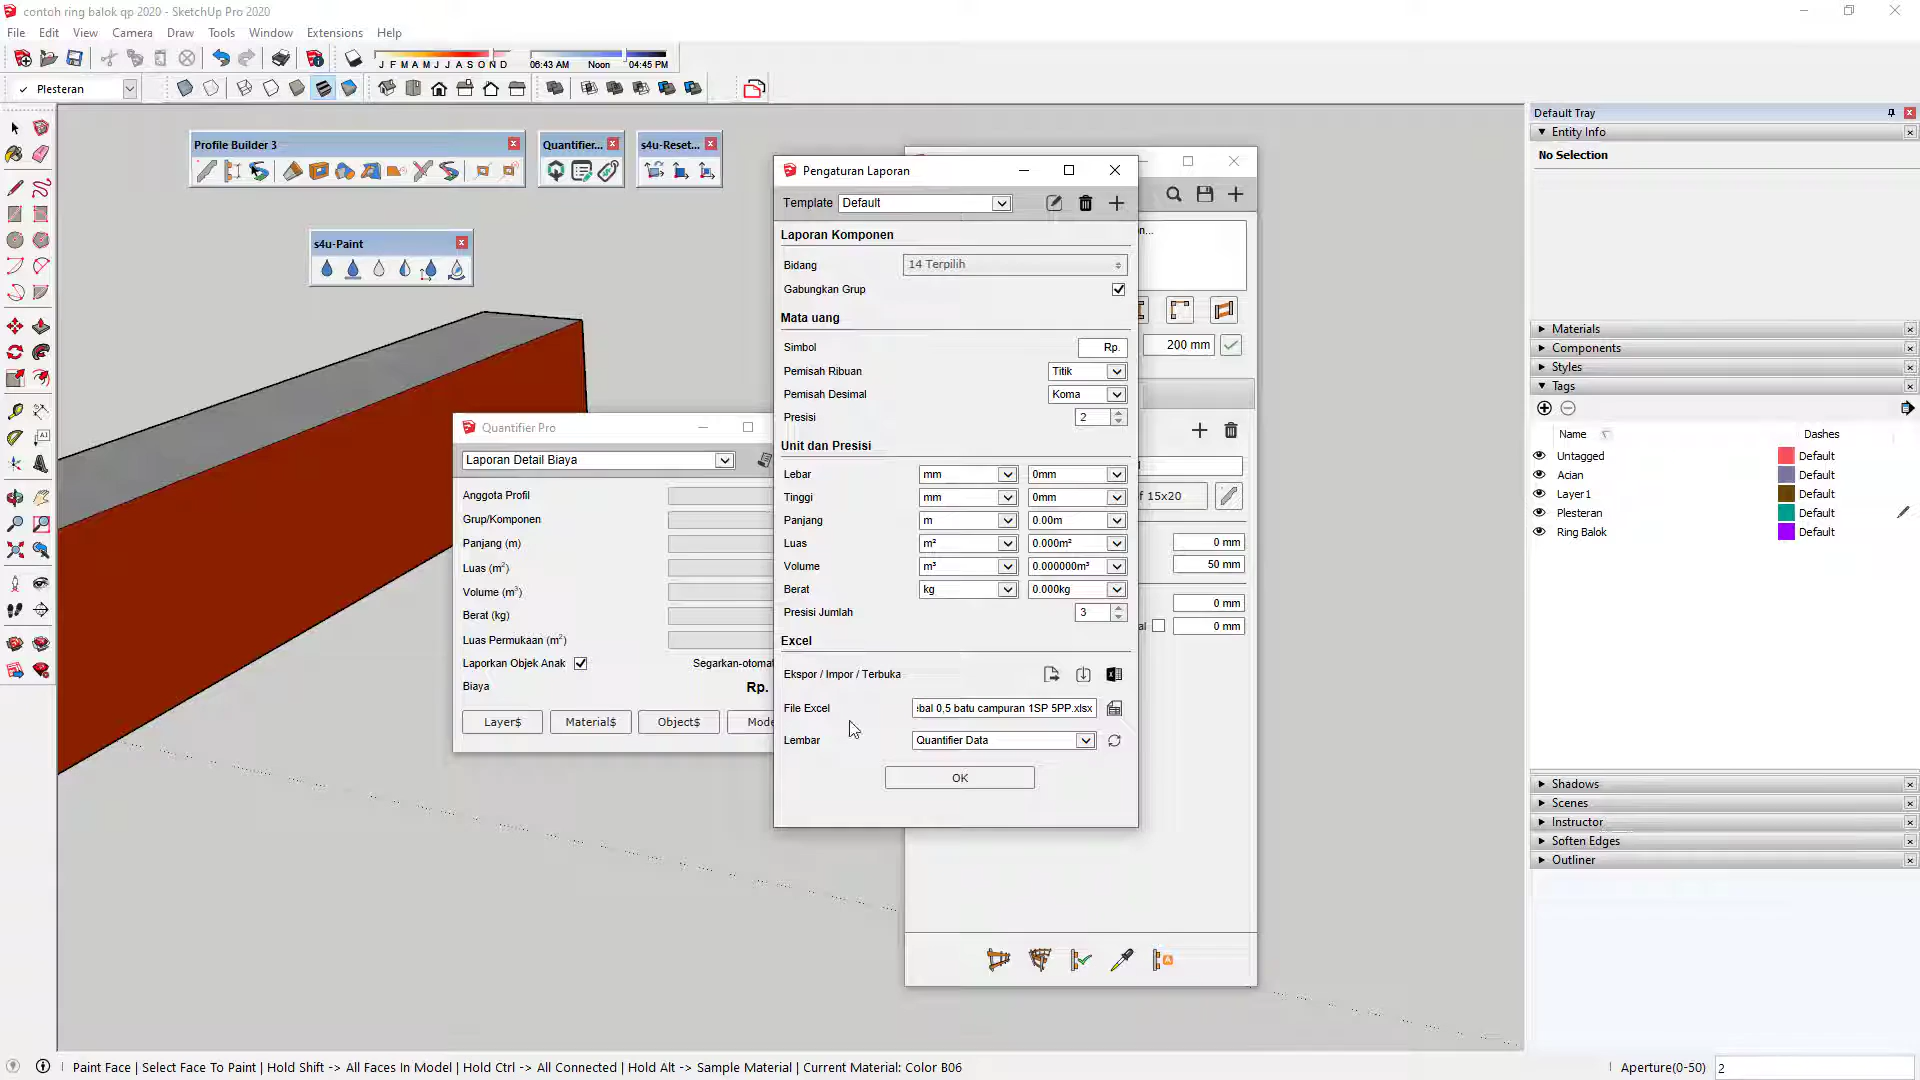 contoh ring balok qp 2020 - SketchUp Pro 2020
File Edit View Camera Draw Tools Window Extensions Help
J F M A M J J A S O N D
06:43 AM Noon 04:45 PM
Plesteran
Profile Builder 3
Quantifier...
s4u-Reset...
s4u-Paint
Quantifier Pro
Laporan Detail Biaya
Anggota Profil
Grup/Komponen
Panjang (m)
Luas (m²)
Volume (m³)
Berat (kg)
Luas Permukaan (m²)
Laporkan Objek Anak
Segarkan-otomat
Biaya
Rp.
Layer$ Material$ Object$ Mode
Pengaturan Laporan
Template Default
Laporan Komponen
Bidang 14 Terpilih
Gabungkan Grup
Mata uang
Simbol Rp.
Pemisah Ribuan Titik
Pemisah Desimal Koma
Presisi 2
Unit dan Presisi
Lebar mm 0mm
Tinggi mm 0mm
Panjang m 0.00m
Luas m² 0.000m²
Volume m³ 0.000000m³
Berat kg 0.000kg
Presisi Jumlah 3
Excel
Ekspor / Impor / Terbuka
File Excel bal 0,5 batu campuran 1SP 5PP.xlsx
Lembar Quantifier Data
OK
n...
200 mm
f 15x20
0 mm
50 mm
0 mm
al 0 mm
Default Tray
Entity Info
No Selection
Materials
Components
Styles
Tags
Name Dashes
Untagged Default
Acian Default
Layer1 Default
Plesteran Default
Ring Balok Default
Shadows
Scenes
Instructor
Soften Edges
Outliner
Paint Face | Select Face To Paint | Hold Shift -> All Faces In Model | Hold Ctrl -> All Connected | Hold Alt -> Sample Material | Current Material: Color B06
Aperture(0-50) 2